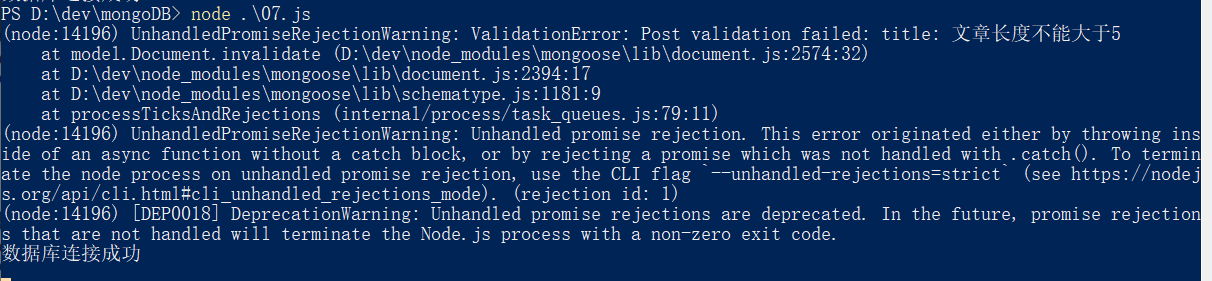 PS D:\dev\mongoDB> node .\07.js
(node:14196) UnhandledPromiseRejectionWarning: ValidationError: Post validation failed: title: 文章长度不能大于5
    at model.Document.invalidate (D:\dev\node_modules\mongoose\lib\document.js:2574:32)
    at D:\dev\node_modules\mongoose\lib\document.js:2394:17
    at D:\dev\node_modules\mongoose\lib\schematype.js:1181:9
    at processTicksAndRejections (internal/process/task_queues.js:79:11)
(node:14196) UnhandledPromiseRejectionWarning: Unhandled promise rejection. This error originated either by throwing ins
ide of an async function without a catch block, or by rejecting a promise which was not handled with .catch(). To termin
ate the node process on unhandled promise rejection, use the CLI flag `--unhandled-rejections=strict` (see https://nodej
s.org/api/cli.html#cli_unhandled_rejections_mode). (rejection id: 1)
(node:14196) [DEP0018] DeprecationWarning: Unhandled promise rejections are deprecated. In the future, promise rejection
s that are not handled will terminate the Node.js process with a non-zero exit code.
数据库连接成功